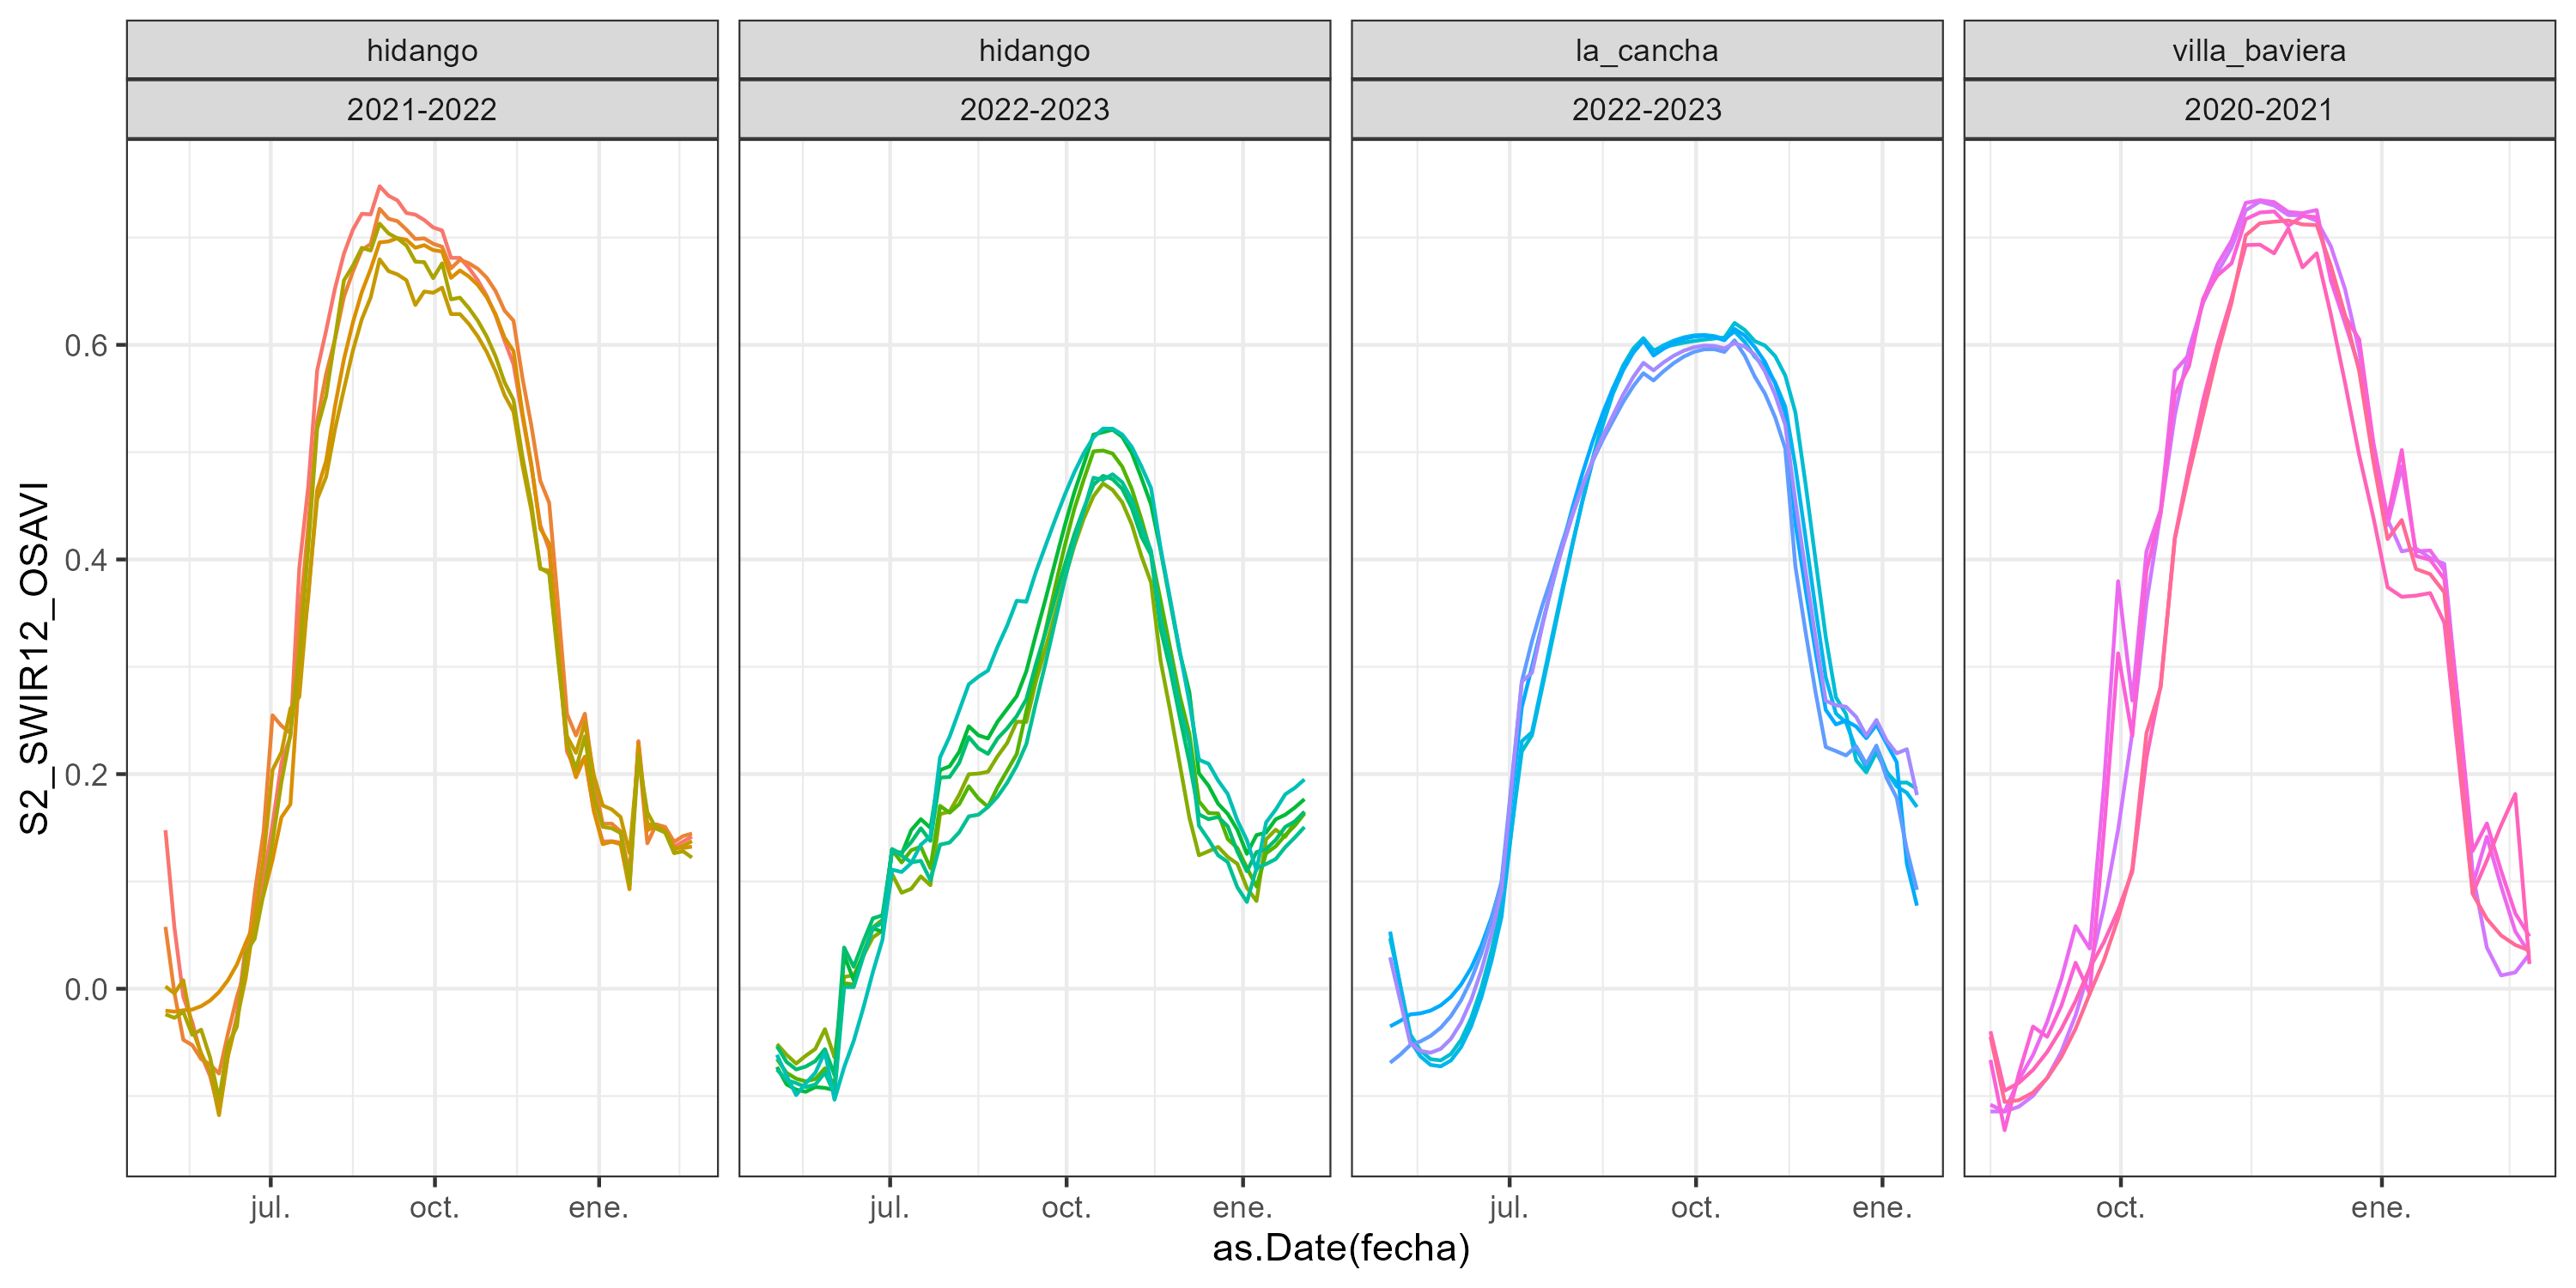 hidango
hidango
la_cancha
villa_baviera
2021-2022
2022-2023
2022-2023
2020-2021
S2_SWIR12_OSAVI
0.6
0.4
0.2
0.0
jul.
oct.
ene.
jul.
oct.
ene.
jul.
oct.
ene.
oct.
ene.
as.Date(fecha)